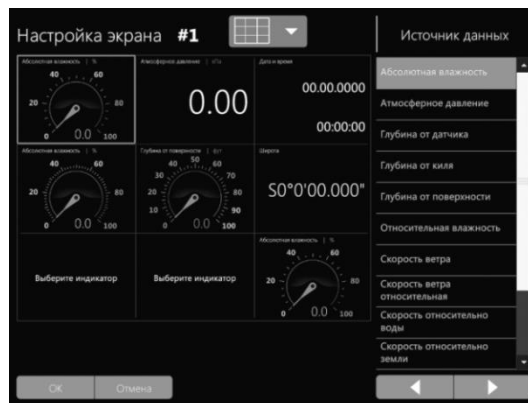 Настройка экрана #1
Источник данных
Абсолютная влажность | %
40 60
20 80
0 0.0 100
Атмосферное давление | кПа
0.00
Дата и время
00.00.0000
00:00:00
Абсолютная влажность | %
40 60
20 80
0 0.0 100
Глубина от поверхности | фут
50
40 60
30 70
20 80
10 90
0 0.0 100
Широта
S0°0'00.000"
Выберите индикатор
Выберите индикатор
Абсолютная влажность | %
40 60
20 80
0 0.0 100
Абсолютная влажность
Атмосферное давление
Глубина от датчика
Глубина от киля
Глубина от поверхности
Относительная влажность
Скорость ветра
Скорость ветра
относительная
Скорость относительно
воды
Скорость относительно
земли
ОК
Отмена